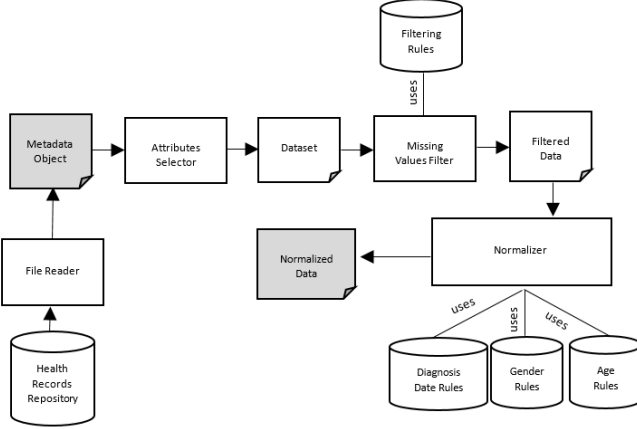 Filtering
Rules
uses
Metadata
Object
Attributes
Selector
Dataset
Missing
Values Filter
Filtered
Data
File Reader
Normalized
Data
Normalizer
uses
uses
uses
Health
Records
Repository
Diagnosis
Date Rules
Gender
Rules
Age
Rules